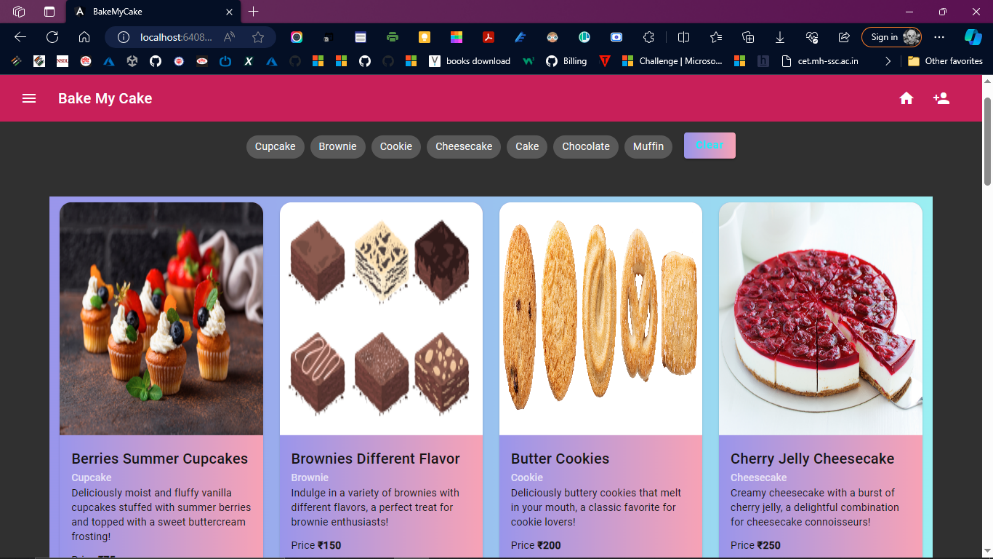 BakeMyCake
localhost:6408...
Sign in
books download
Billing
Challenge | Microso...
cet.mh-ssc.ac.in
Other favorites
Bake My Cake
Cupcake Brownie Cookie Cheesecake Cake Chocolate Muffin Clear
Berries Summer Cupcakes
Cupcake
Deliciously moist and fluffy vanilla
cupcakes stuffed with summer berries
and topped with a sweet buttercream
frosting!
Price ₹70
Brownies Different Flavor
Brownie
Indulge in a variety of brownies with
different flavors, a perfect treat for
brownie enthusiasts!
Price ₹150
Butter Cookies
Cookie
Deliciously buttery cookies that melt
in your mouth, a classic favorite for
cookie lovers!
Price ₹200
Cherry Jelly Cheesecake
Cheesecake
Creamy cheesecake with a burst of
cherry jelly, a delightful combination
for cheesecake connoisseurs!
Price ₹250